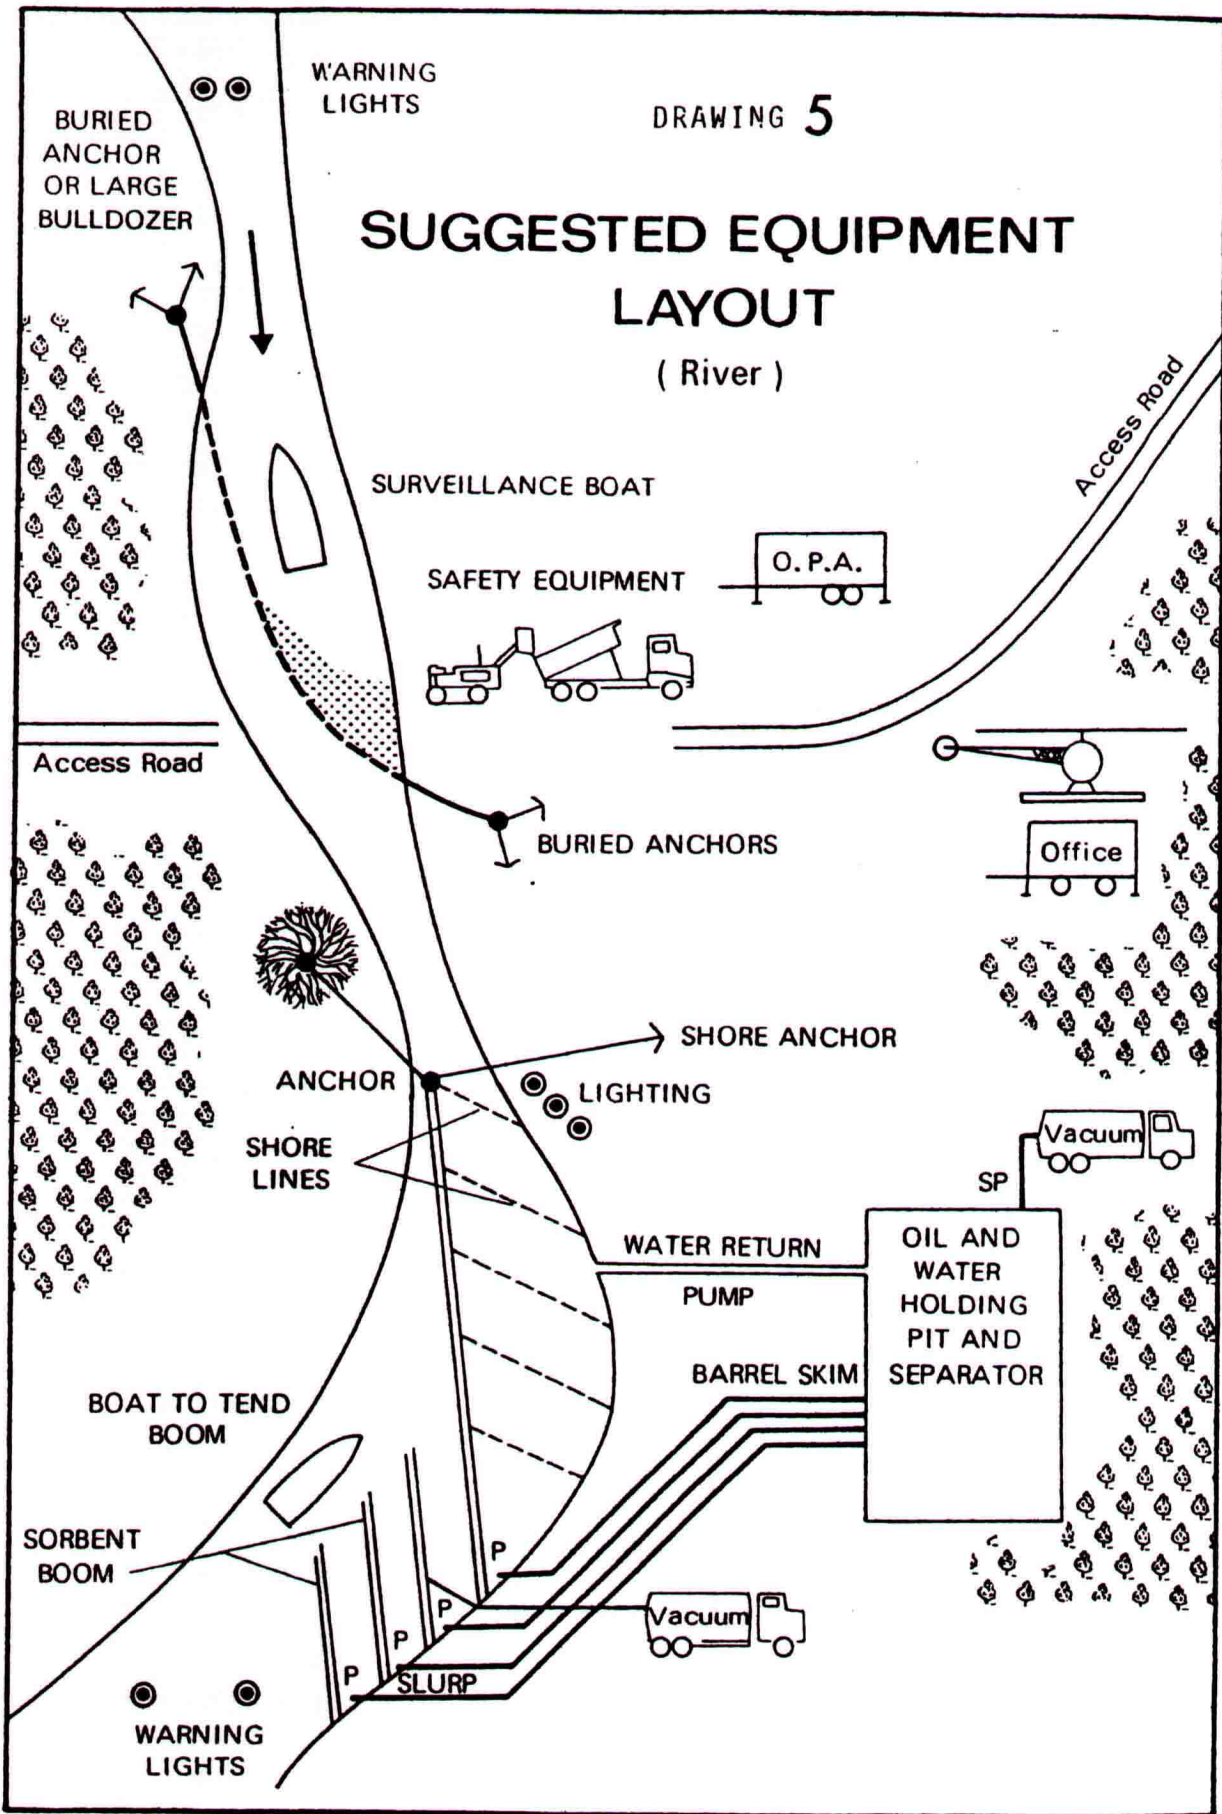 WARNING
LIGHTS
DRAWING 5
BURIED
ANCHOR
OR LARGE
BULLDOZER
SUGGESTED EQUIPMENT
LAYOUT
( River )
Access Road
SURVEILLANCE BOAT
O.P.A.
SAFETY EQUIPMENT
Access Road
BURIED ANCHORS
Office
SHORE ANCHOR
ANCHOR
LIGHTING
SHORE
LINES
Vacuum
SP
WATER RETURN
PUMP
OIL AND
WATER
HOLDING
PIT AND
SEPARATOR
BARREL SKIM
BOAT TO TEND
BOOM
SORBENT
BOOM
P
P
P
P
Vacuum
SLURP
WARNING
LIGHTS